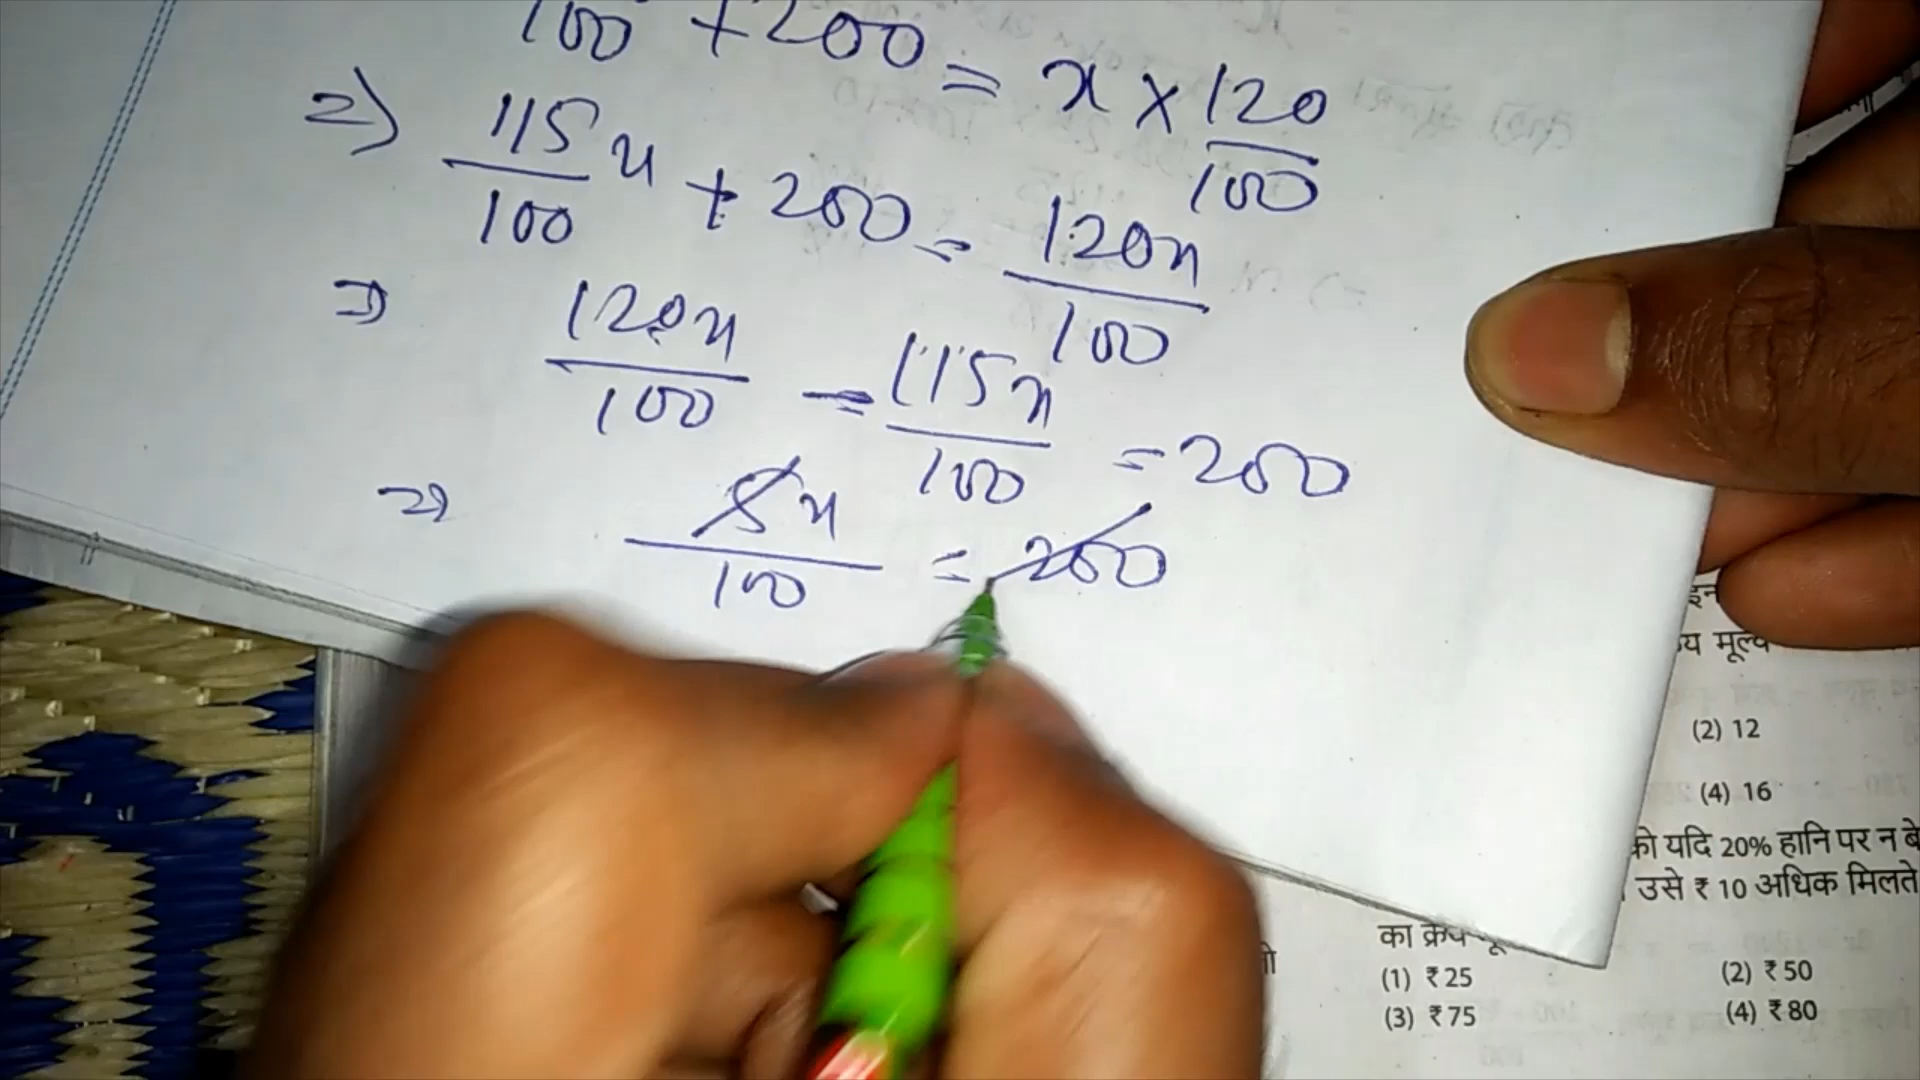 100 + 200 = x × 120/100
⇒ 115/100 x + 200 = 120x/100
⇒ 120x/100 - 115x/100 = 200
⇒ 5x/100 = 200
मूल्य
(2) 12
(4) 16
को यदि 20% हानि पर न
उसे ₹ 10 अधिक मिलते
का
(1) ₹ 25 (2) ₹ 50
(3) ₹ 75 (4) ₹ 80